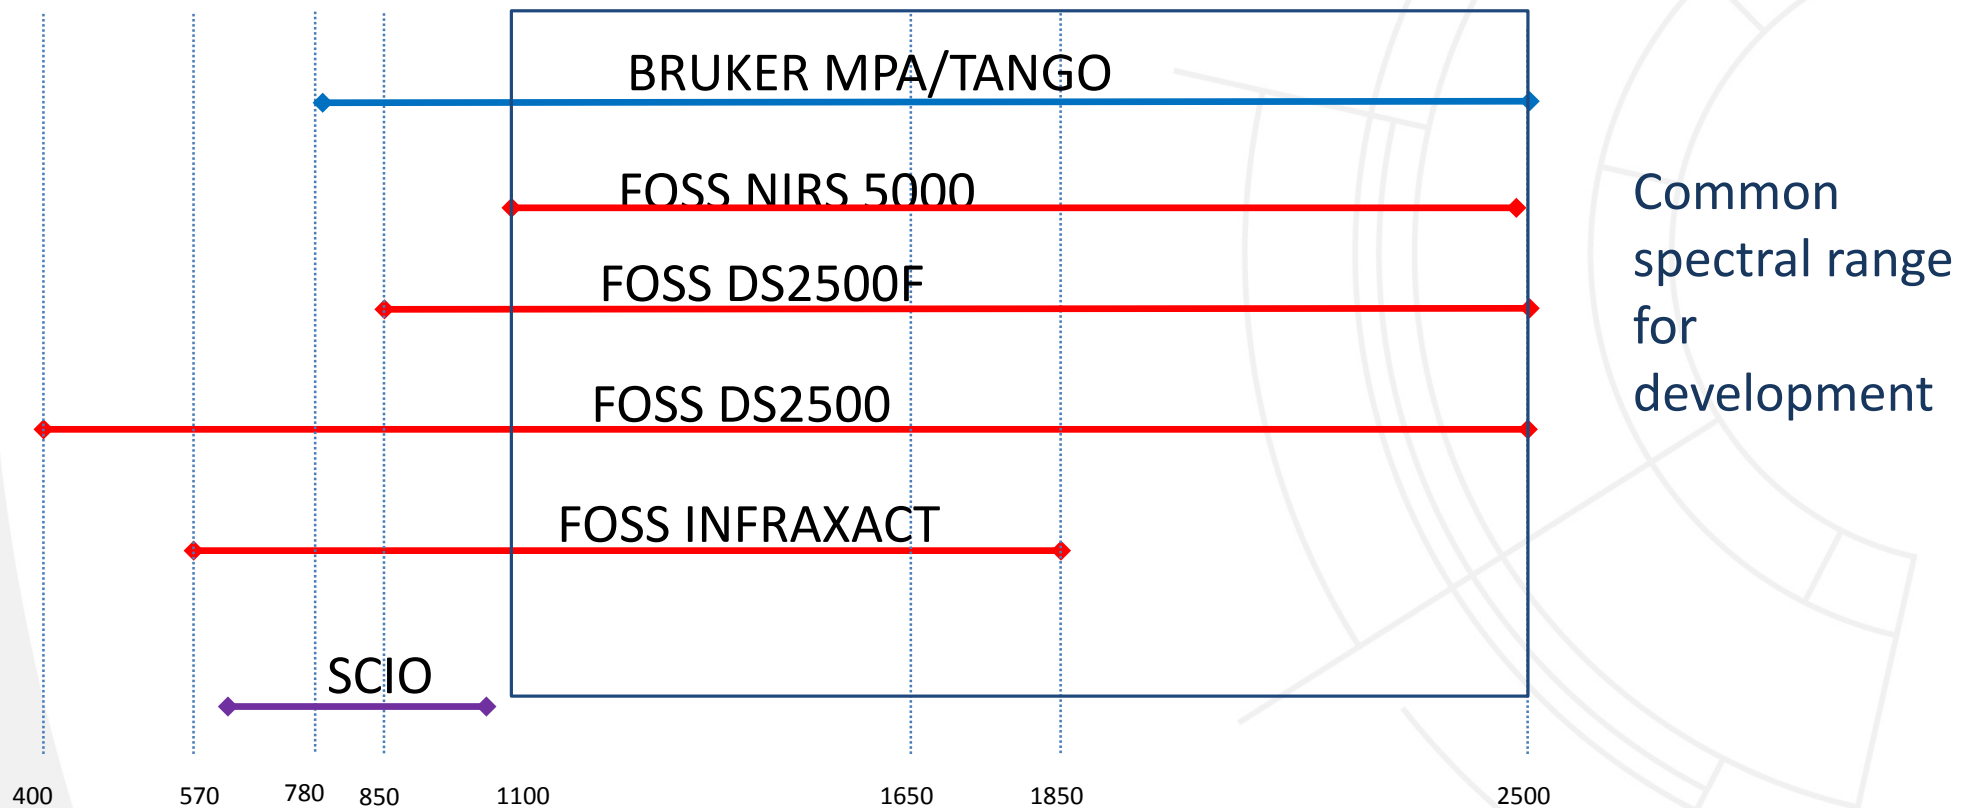 BRUKER MPA/TANGO
FOSS NIRS 5000
FOSS DS2500F
FOSS DS2500
FOSS INFRAXACT
SCIO
Common
spectral range
for
development
400 570 780 850 1100 1650 1850 2500